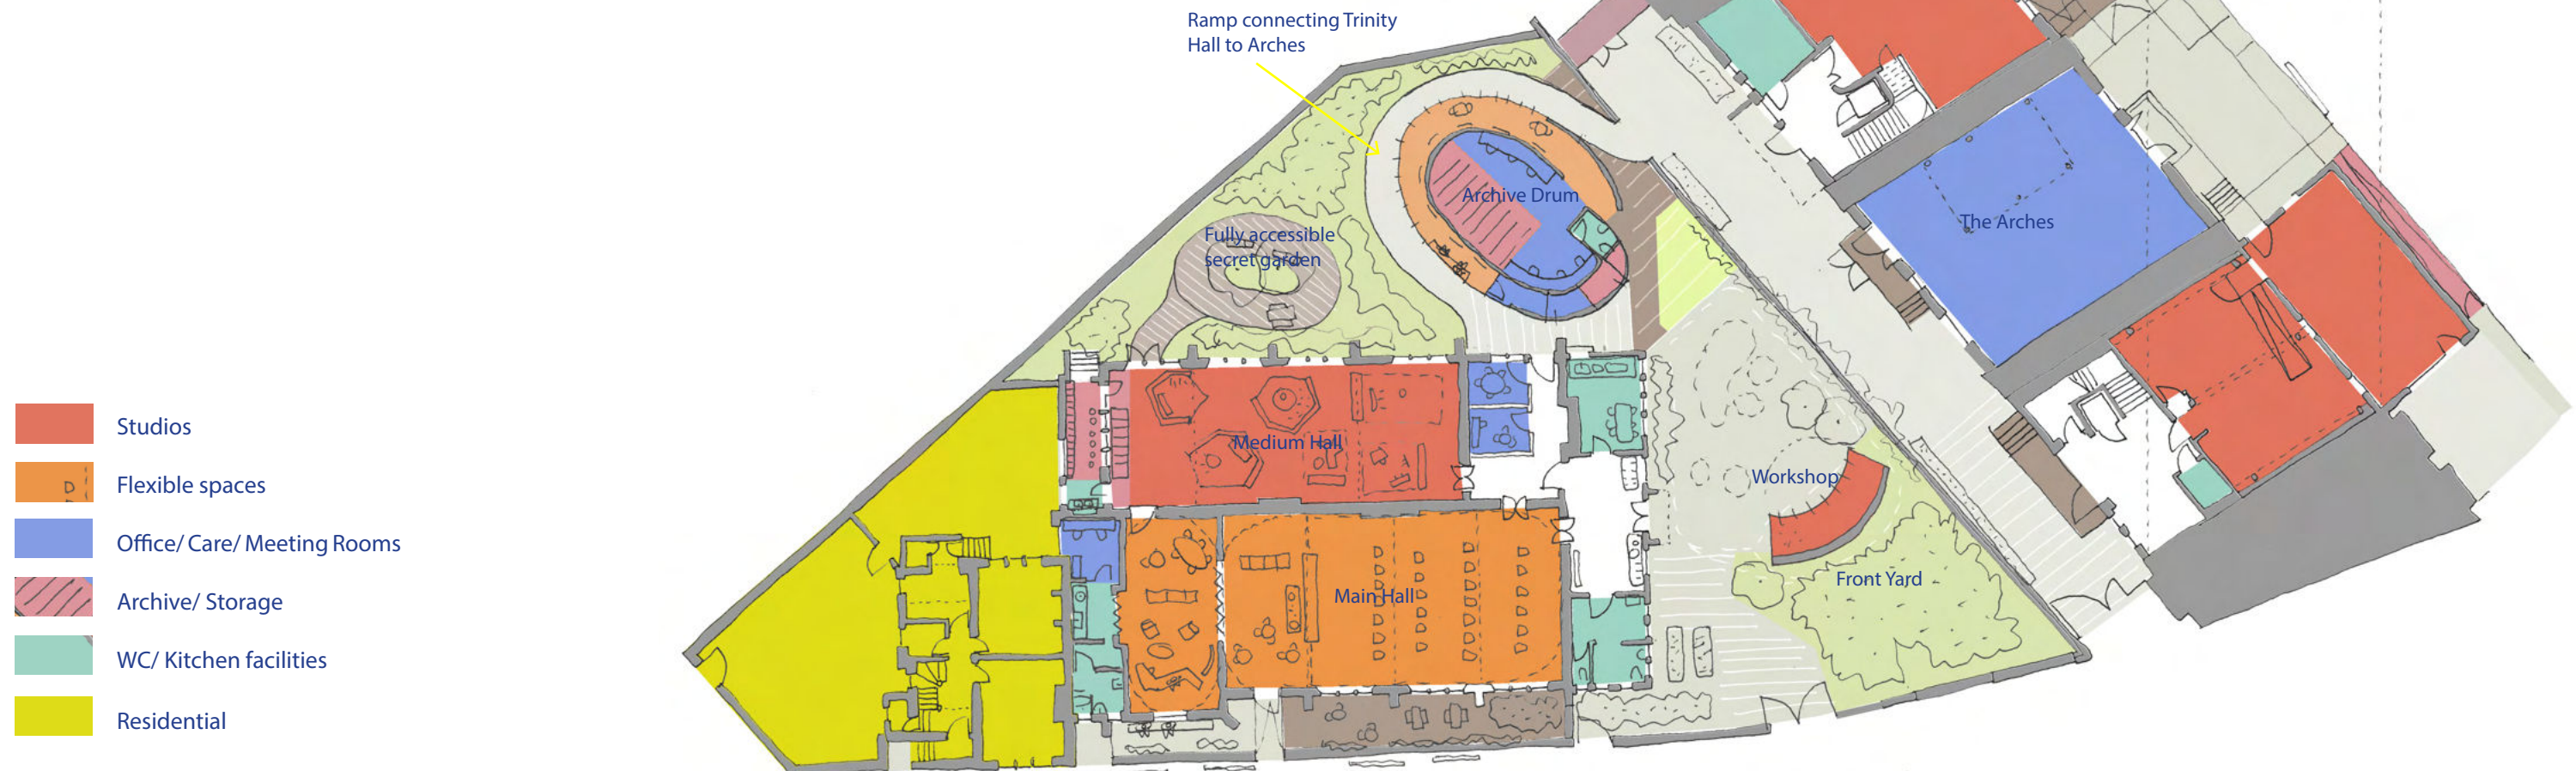 Ramp connecting Trinity
Hall to Arches
Archive Drum
The Arches
Fully accessible
secret garden
Medium Hall
Workshop
Main Hall
Front Yard
Studios
Flexible spaces
Office/ Care/ Meeting Rooms
Archive/ Storage
WC/ Kitchen facilities
Residential